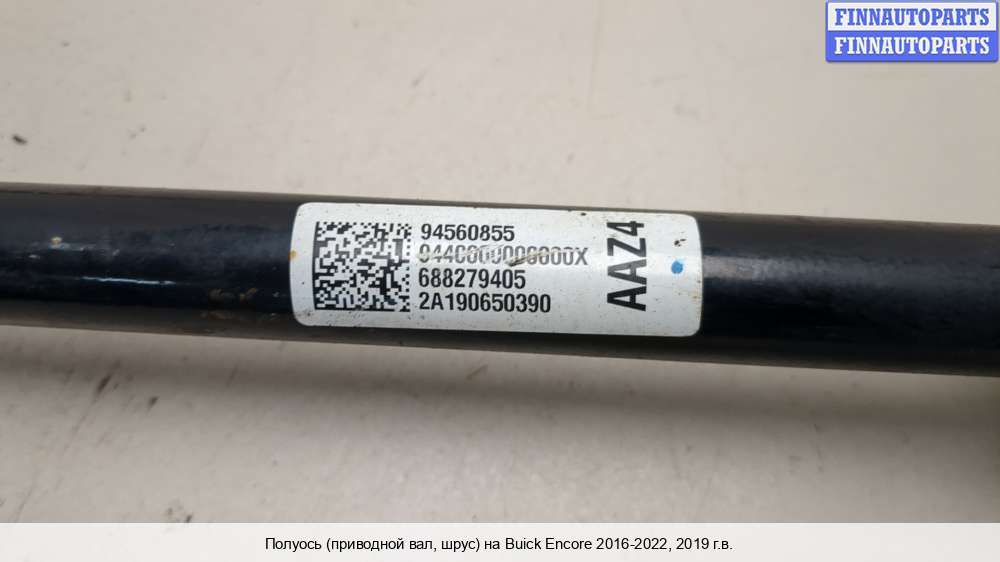 FINNAUTOPARTS
FINNAUTOPARTS
94560855
688279405
2A190650390
AAZ4
Полуось (приводной вал, шрус) на Buick Encore 2016-2022, 2019 г.в.